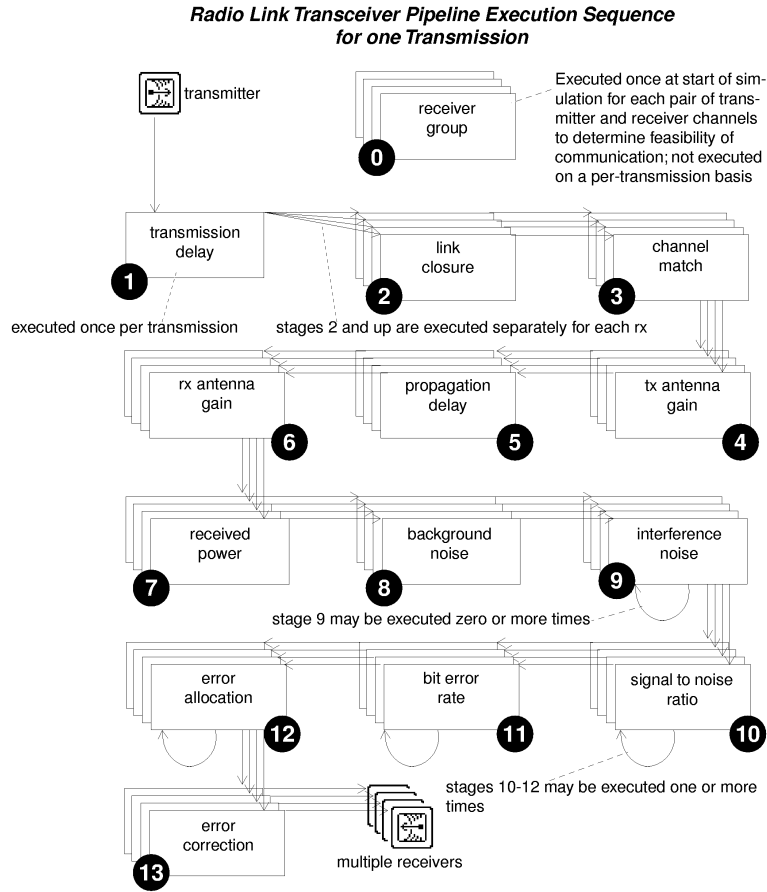 Radio Link Transceiver Pipeline Execution Sequence
for one Transmission
transmitter
receiver
group
0
Executed once at start of sim-
ulation for each pair of trans-
mitter and receiver channels
to determine feasibility of
communication; not executed
on a per-transmission basis
transmission
delay
1
link
closure
2
channel
match
3
executed once per transmission
stages 2 and up are executed separately for each rx
rx antenna
gain
6
propagation
delay
5
tx antenna
gain
4
received
power
7
background
noise
8
interference
noise
9
stage 9 may be executed zero or more times
error
allocation
12
bit error
rate
11
signal to noise
ratio
10
stages 10-12 may be executed one or more
times
error
correction
13
multiple receivers